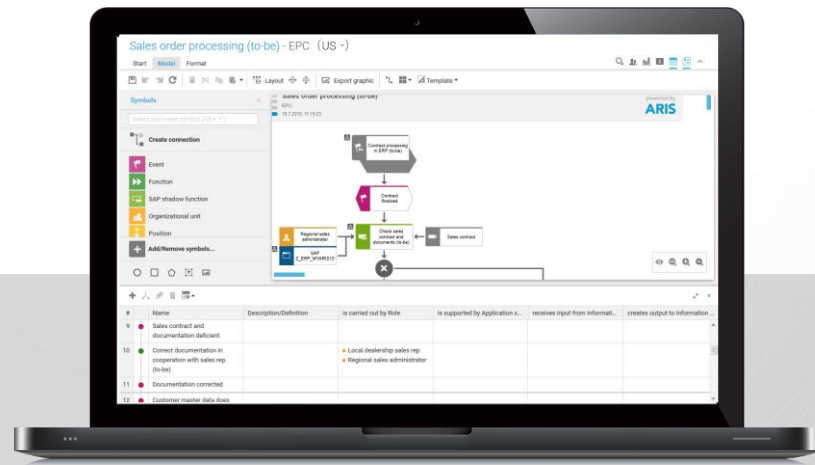 Sales order processing (to-be) - EPC (US -)
Start Model Format
Layout Export graphic Template
Symbols
Create connection
Event
Function
SAP shadow function
Organizational unit
Position
Add/Remove symbols...
Sales order processing (to-be)
EPC
powered by
ARIS
Contract processing
in ERP (to-be)
Contract
finalized
Regional sales
administrator
Check sales
contract and
documents (to-be)
Sales contract
SAP
# Name Description/Definition is carried out by Role is supported by Application s... receives input from Informati... creates output to Information ...
9 Sales contract and
documentation deficient
10 Correct documentation in
cooperation with sales rep.
(to-be)
Local dealership sales rep
Regional sales administrator
11 Documentation corrected
12 Customer master data does